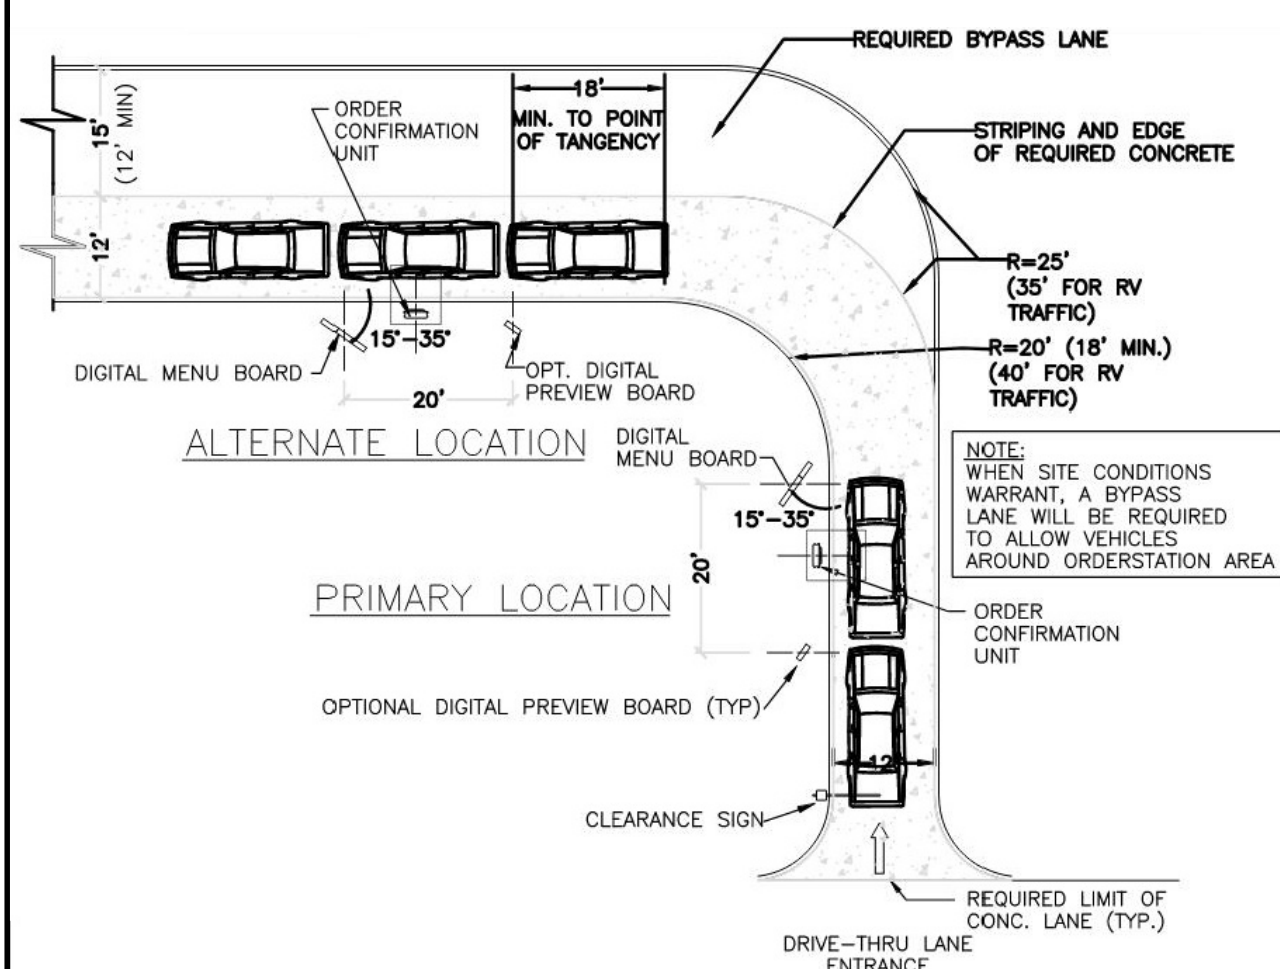 REQUIRED BYPASS LANE
18'
MIN. TO POINT
OF TANGENCY
ORDER
CONFIRMATION
UNIT
15'
(12' MIN)
STRIPING AND EDGE
OF REQUIRED CONCRETE
12'
R=25'
(35' FOR RV
TRAFFIC)
15°-35°
DIGITAL MENU BOARD
OPT. DIGITAL
PREVIEW BOARD
20'
R=20' (18' MIN.)
(40' FOR RV
TRAFFIC)
ALTERNATE LOCATION
DIGITAL
MENU BOARD
15°-35°
NOTE:
WHEN SITE CONDITIONS
WARRANT, A BYPASS
LANE WILL BE REQUIRED
TO ALLOW VEHICLES
AROUND ORDERSTATION AREA
20'
PRIMARY LOCATION
ORDER
CONFIRMATION
UNIT
OPTIONAL DIGITAL PREVIEW BOARD (TYP)
12'
CLEARANCE SIGN
REQUIRED LIMIT OF
CONC. LANE (TYP.)
DRIVE-THRU LANE
ENTRANCE